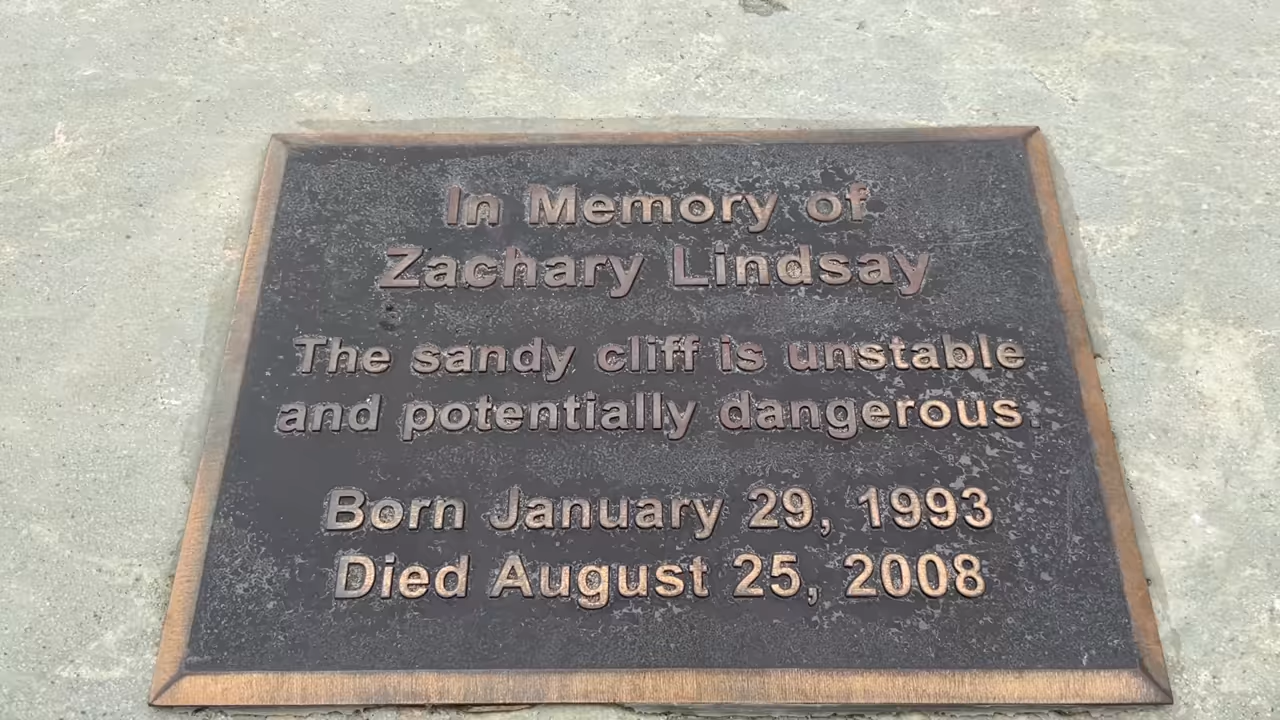 In Memory of
Zachary Lindsay
The sandy cliff is unstable
and potentially dangerous.
Born January 29, 1993
Died August 25, 2008